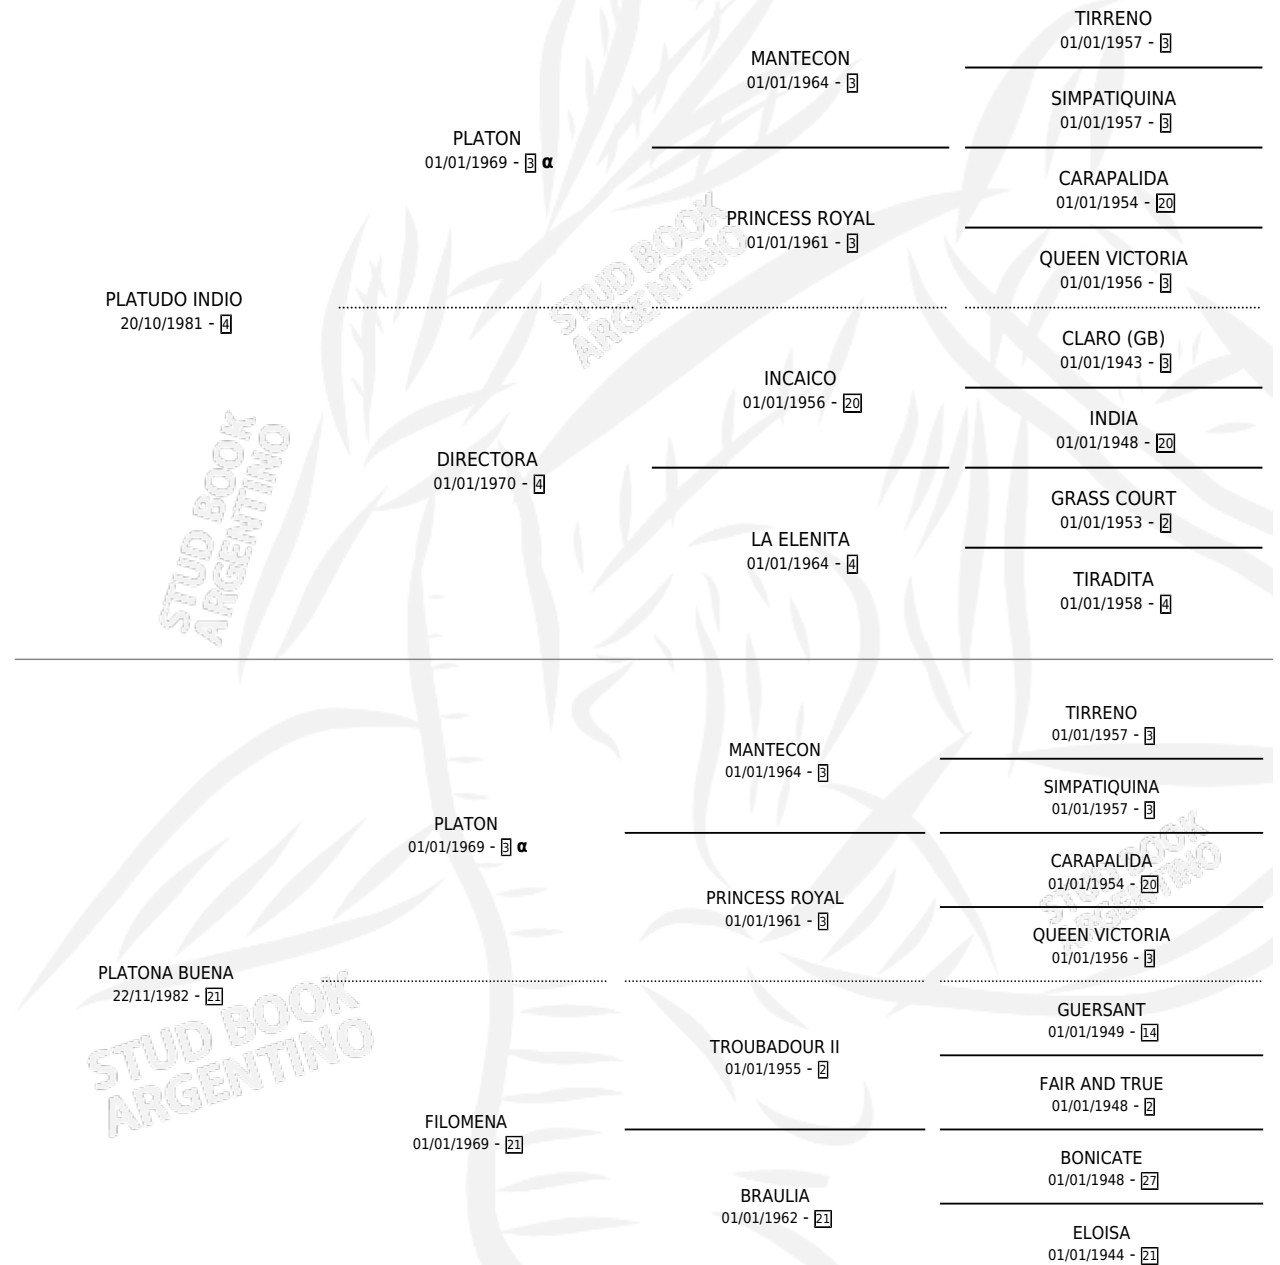 TIRRENO
01/01/1957 - 3
MANTECON
01/01/1964 - 3
SIMPATIQUINA
01/01/1957 - 3
PLATON
01/01/1969 - 3 α
CARAPALIDA
01/01/1954 - 20
PRINCESS ROYAL
01/01/1961 - 3
QUEEN VICTORIA
01/01/1956 - 3
PLATUDO INDIO
20/10/1981 - 4
CLARO (GB)
01/01/1943 - 3
INCAICO
01/01/1956 - 20
INDIA
01/01/1948 - 20
DIRECTORA
01/01/1970 - 4
GRASS COURT
01/01/1953 - 2
LA ELENITA
01/01/1964 - 4
TIRADITA
01/01/1958 - 4
STUD BOOK
ARGENTINO
STUD BOOK
ARGENTINO
TIRRENO
01/01/1957 - 3
MANTECON
01/01/1964 - 3
SIMPATIQUINA
01/01/1957 - 3
PLATON
01/01/1969 - 3 α
CARAPALIDA
01/01/1954 - 20
PRINCESS ROYAL
01/01/1961 - 3
QUEEN VICTORIA
01/01/1956 - 3
PLATONA BUENA
22/11/1982 - 21
GUERSANT
01/01/1949 - 14
TROUBADOUR II
01/01/1955 - 2
FAIR AND TRUE
01/01/1948 - 2
FILOMENA
01/01/1969 - 21
BONICATE
01/01/1948 - 27
BRAULIA
01/01/1962 - 21
ELOISA
01/01/1944 - 21
STUD BOOK
ARGENTINO
STUD BOOK
ARGENTINO